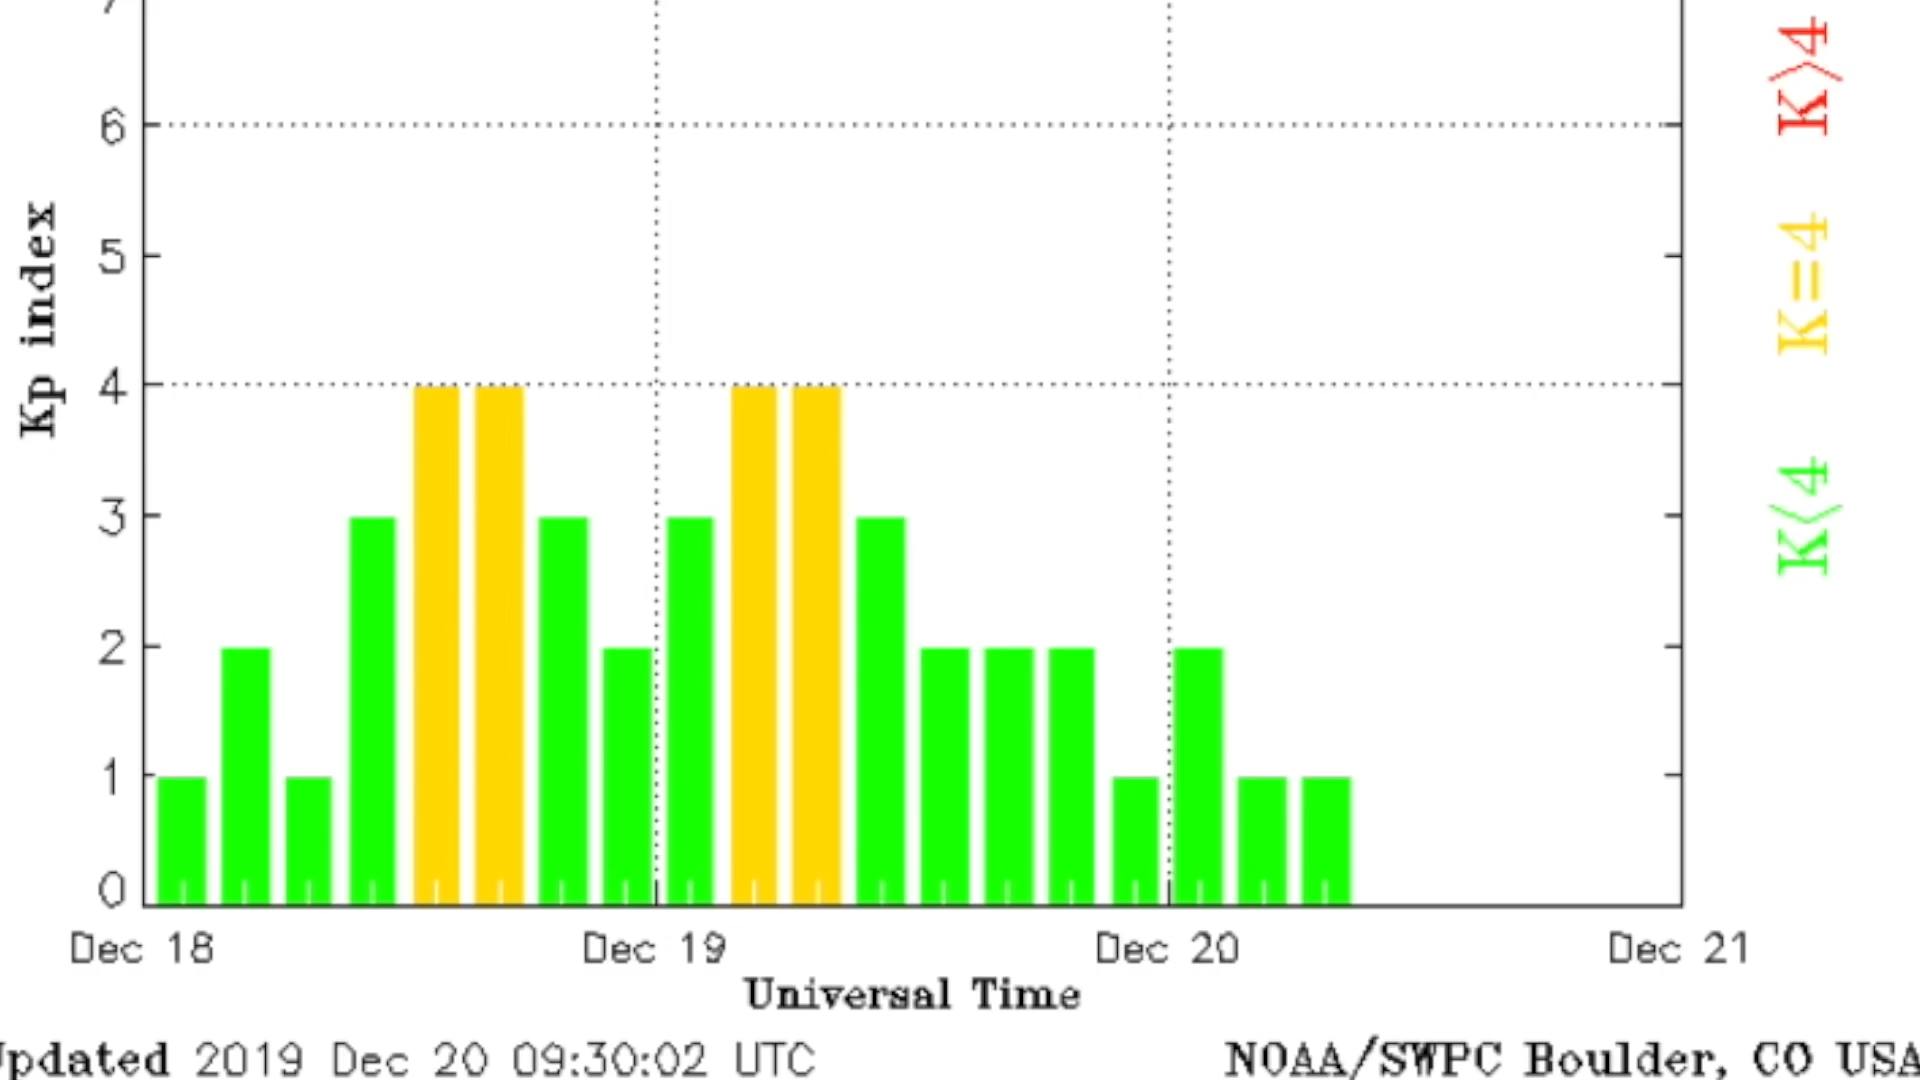 7
6
5
4
3
2
1
0
Kp index
K>4
K=4
K<4
Dec 18 Dec 19 Dec 20 Dec 21
Universal Time
Updated 2019 Dec 20 09:30:02 UTC NOAA/SWPC Boulder, CO USA